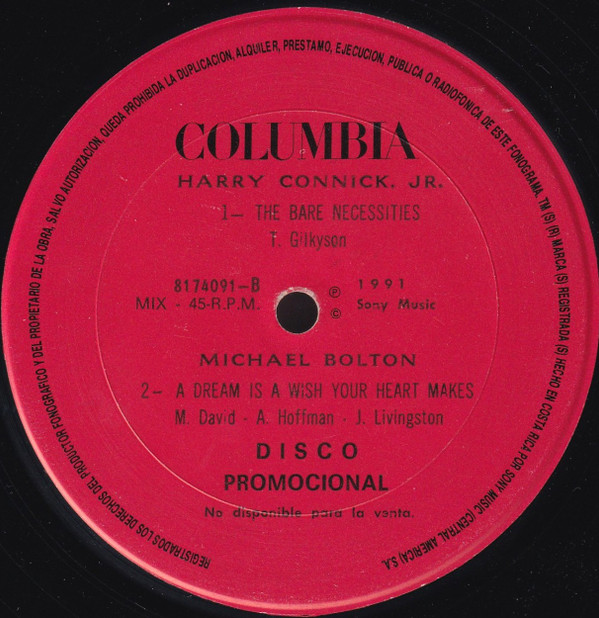 COLUMBIA
HARRY CONNICK, JR.
1- THE BARE NECESSITIES
T. Gilkyson
8174091-B
MIX - 45-R.P.M.
℗ 1991
© Sony Music
MICHAEL BOLTON
2- A DREAM IS A WiSH YOUR HEART MAKES
M. David - A. Hoffman - J. Livingston
DISCO
PROMOCIONAL
No disponible para la venta.
REGISTRADOS LOS DERECHOS DEL PRODUCTOR FONOGRAFICO Y DEL PROPIETARIO DE LA OBRA, SALVO AUTORIZACION, QUEDA PROHIBIDA LA DUPLICACION, ALQUILER, PRESTAMO, EJECUCION, PUBLICA O RADIOFONICA DE ESTE FONOGRAMA, TM (S) (R) MARCA (S) REGISTRADA (S) HECHO EN COSTA RICA POR SONY MUSIC (CENTRAL AMERICA) S.A.